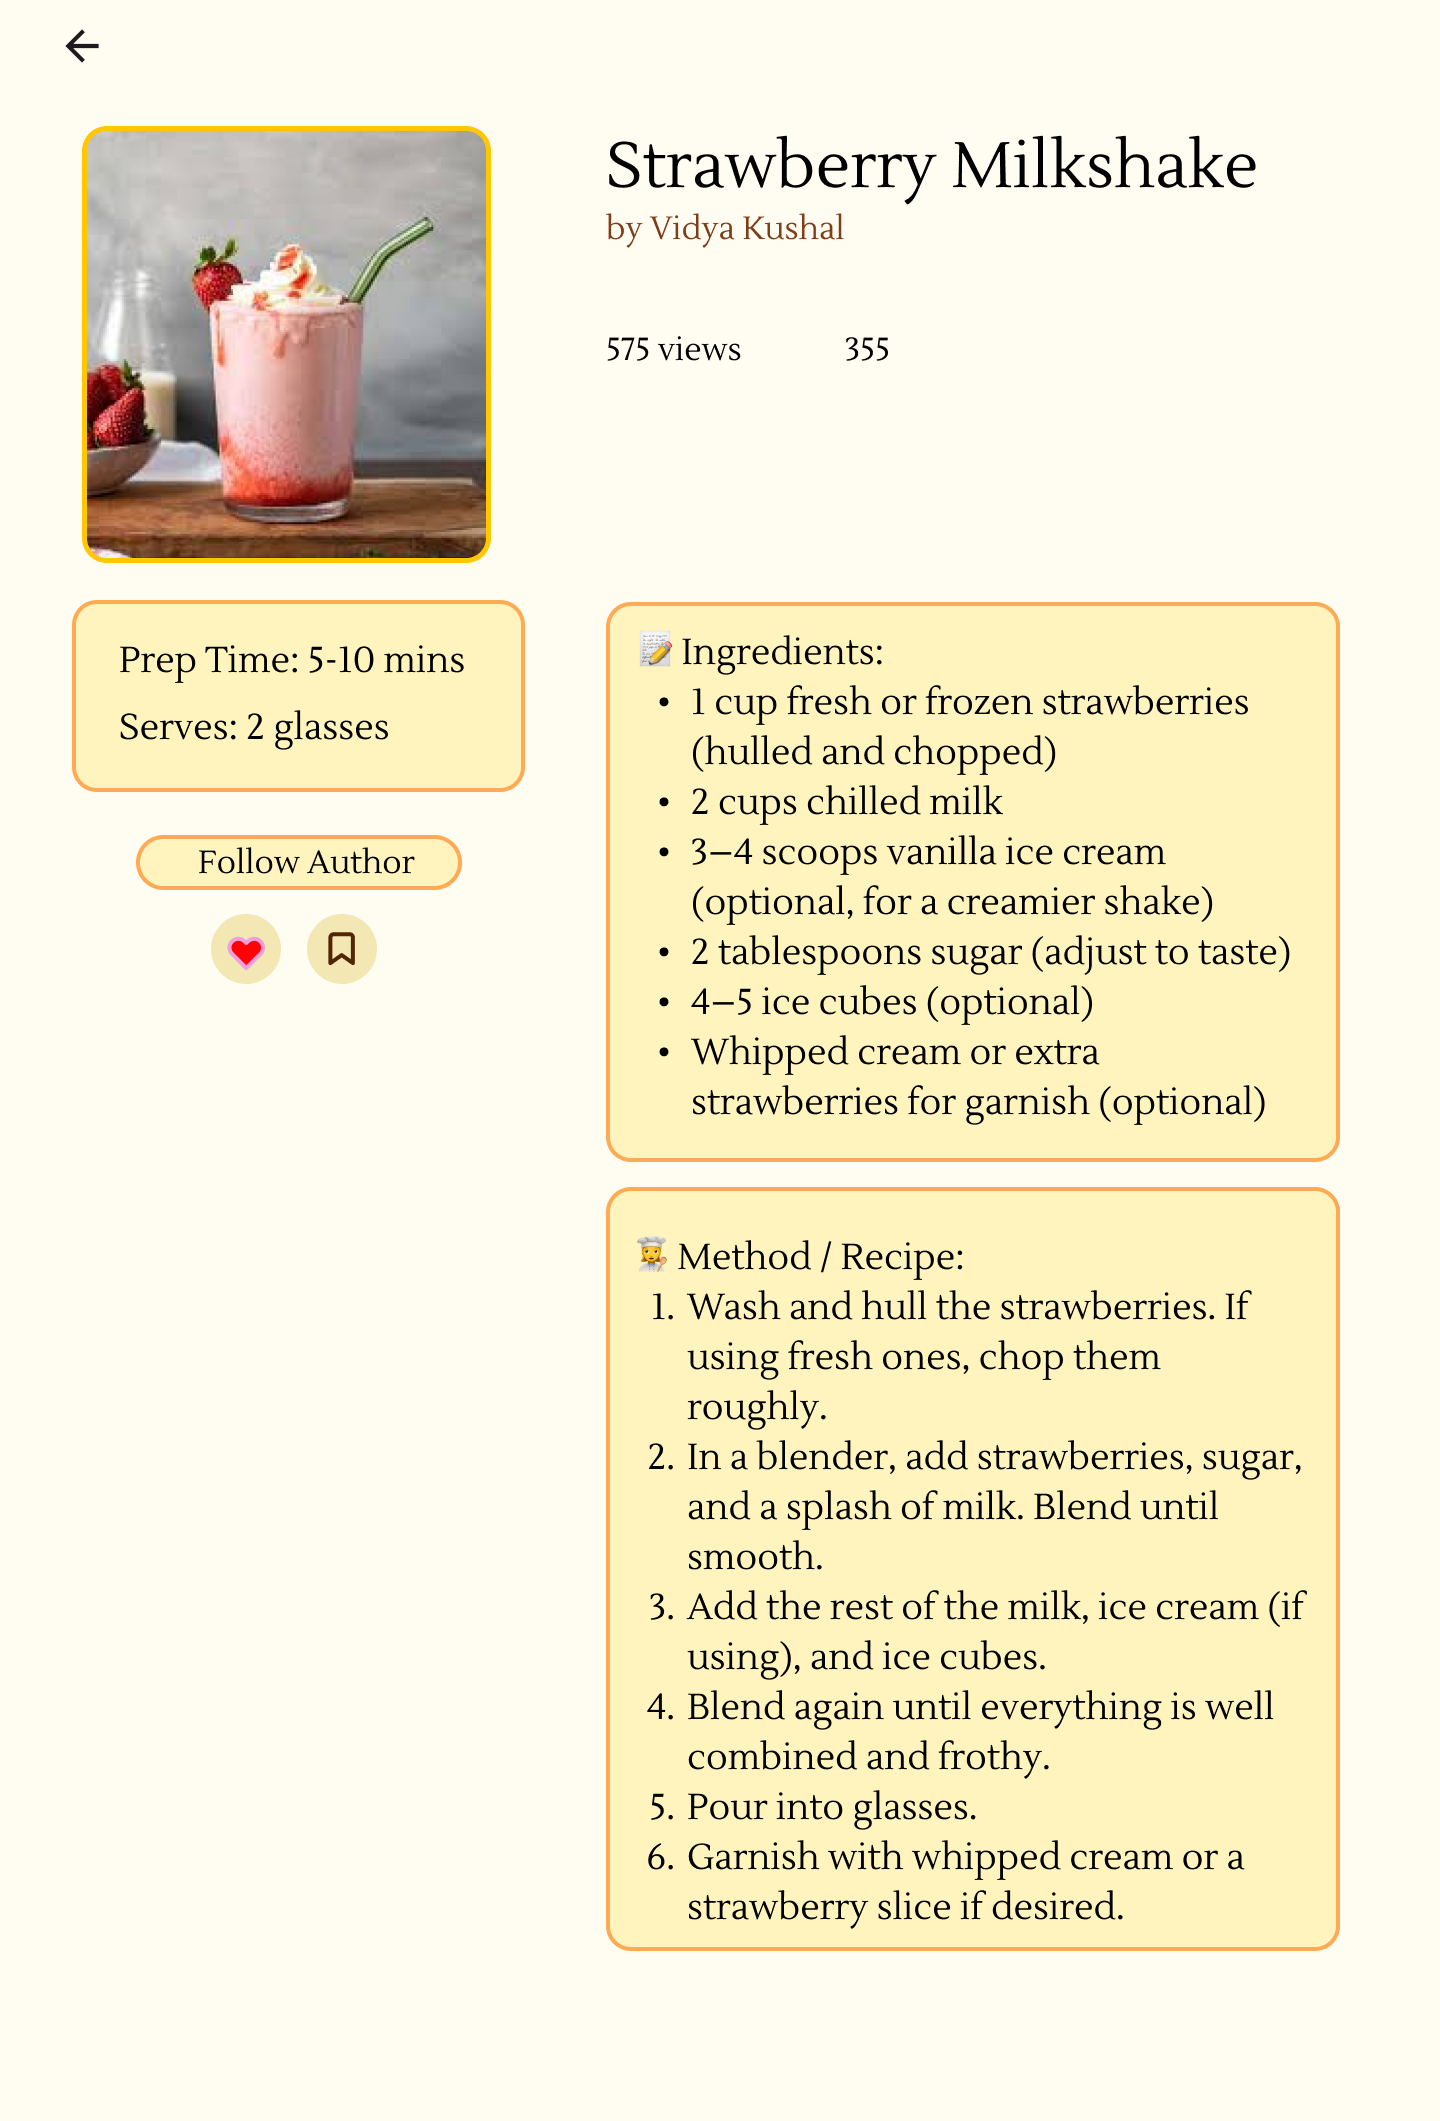 Strawberry Milkshake
by Vidya Kushal
575 views 355
Prep Time: 5-10 mins
Serves: 2 glasses
Follow Author
📝 Ingredients:
• 1 cup fresh or frozen strawberries
(hulled and chopped)
• 2 cups chilled milk
• 3–4 scoops vanilla ice cream
(optional, for a creamier shake)
• 2 tablespoons sugar (adjust to taste)
• 4–5 ice cubes (optional)
• Whipped cream or extra
strawberries for garnish (optional)
👩‍🍳 Method / Recipe:
1. Wash and hull the strawberries. If
using fresh ones, chop them
roughly.
2. In a blender, add strawberries, sugar,
and a splash of milk. Blend until
smooth.
3. Add the rest of the milk, ice cream (if
using), and ice cubes.
4. Blend again until everything is well
combined and frothy.
5. Pour into glasses.
6. Garnish with whipped cream or a
strawberry slice if desired.